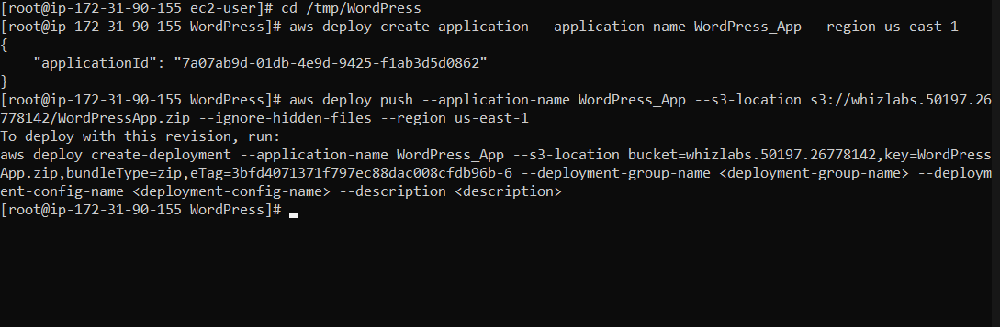 [root@ip-172-31-90-155 ec2-user]# cd /tmp/WordPress
[root@ip-172-31-90-155 WordPress]# aws deploy create-application --application-name WordPress_App --region us-east-1
{
    "applicationId": "7a07ab9d-01db-4e9d-9425-f1ab3d5d0862"
}
[root@ip-172-31-90-155 WordPress]# aws deploy push --application-name WordPress_App --s3-location s3://whizlabs.50197.26
778142/WordPressApp.zip --ignore-hidden-files --region us-east-1
To deploy with this revision, run:
aws deploy create-deployment --application-name WordPress_App --s3-location bucket=whizlabs.50197.26778142,key=WordPress
App.zip,bundleType=zip,eTag=3bfd4071371f797ec88dac008cfdb96b-6 --deployment-group-name <deployment-group-name> --deploym
ent-config-name <deployment-config-name> --description <description>
[root@ip-172-31-90-155 WordPress]#